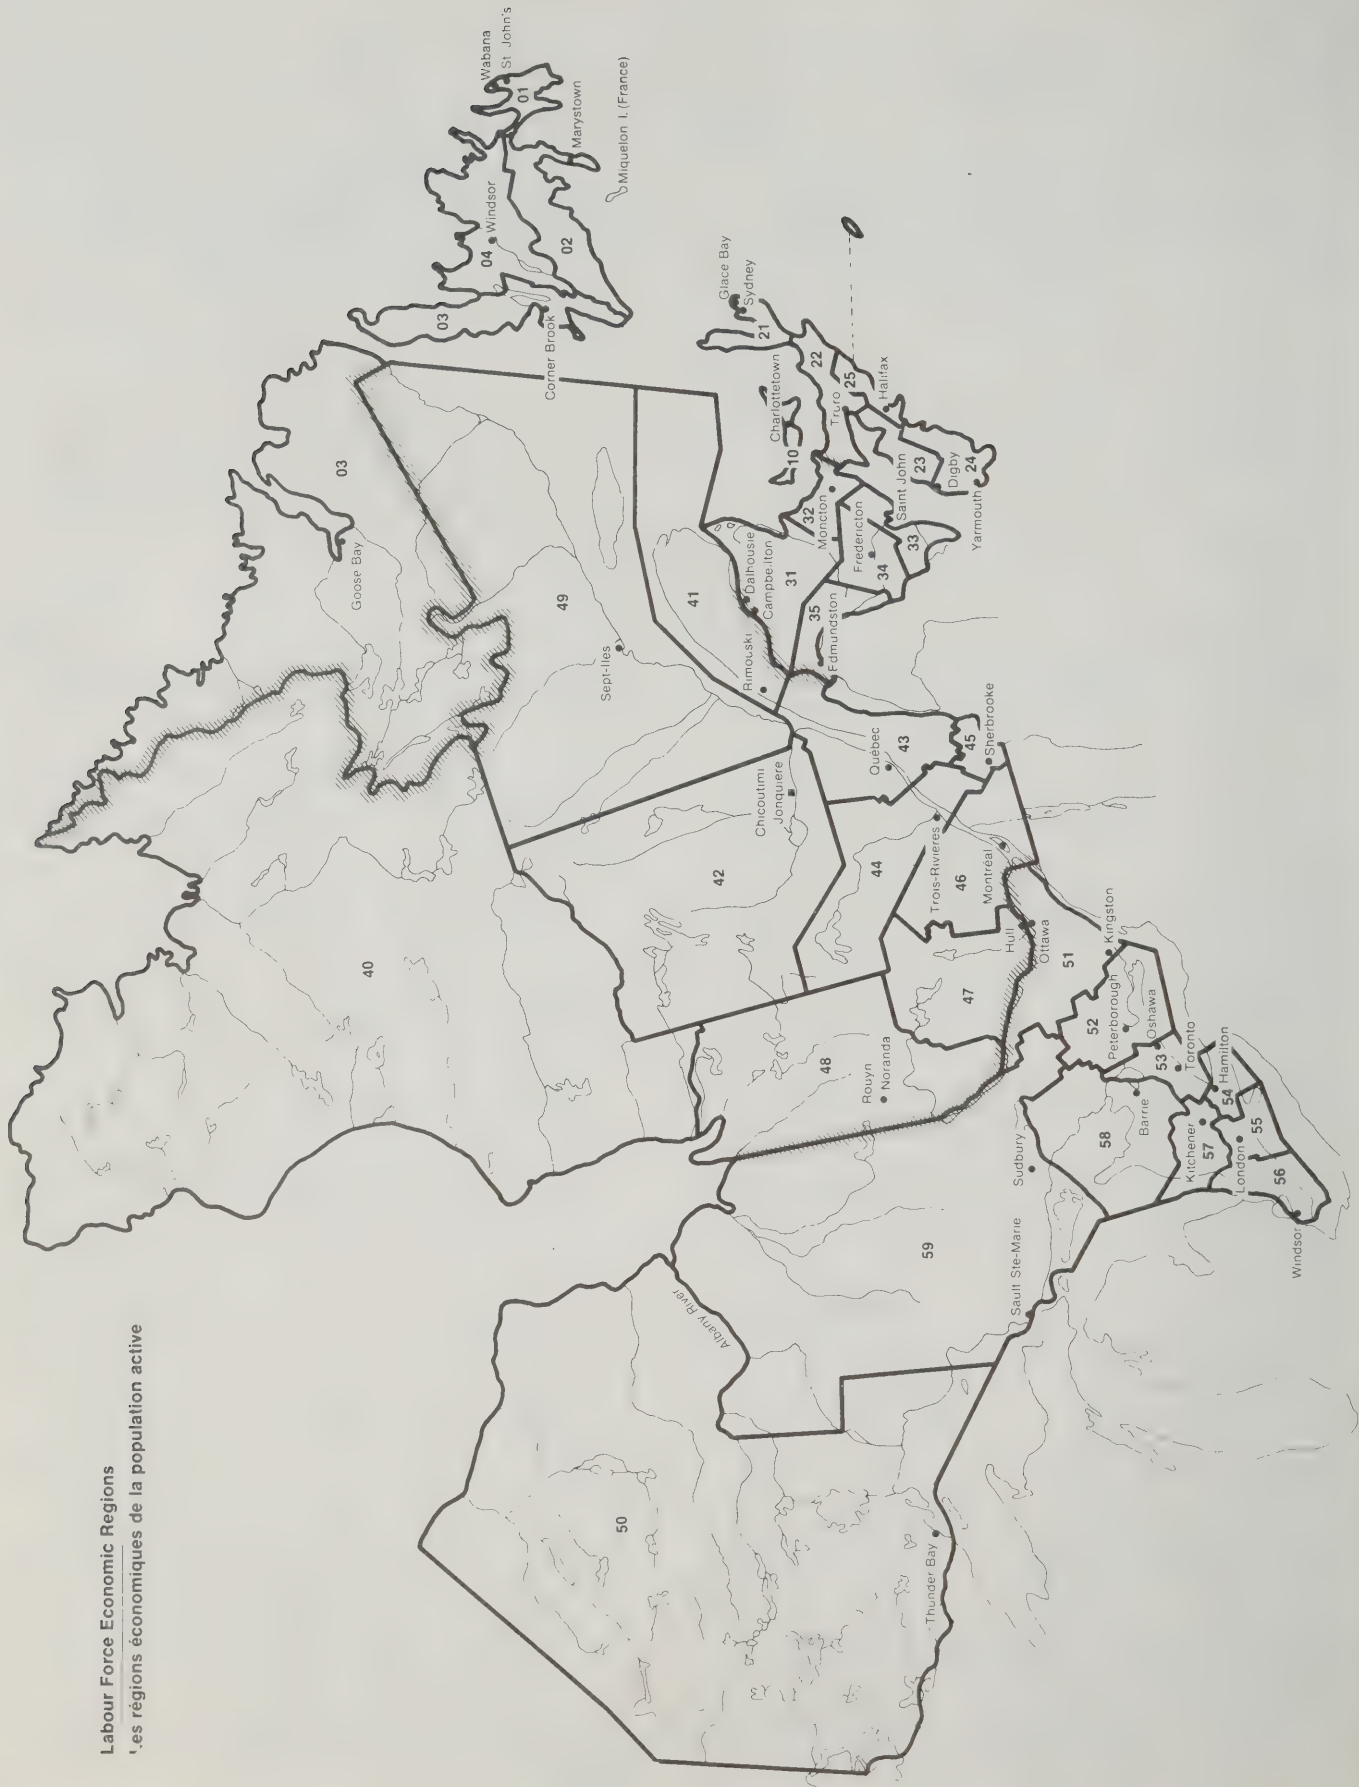 Labour Force Economic Regions
Les régions économiques de la population active
Wabana
St John's
01
Marystown
Miquelon I. (France)
Windsor
04
02
03
Corner Brook
03
Goose Bay
40
49
Sept-Iles
41
42
Chicoutimi
Jonquiere
Rimouski
Dalhousie
Campbellton
31
35
Edmundston
34
Fredericton
33
32
Moncton
Saint John
10
Charlottetown
Glace Bay
Sydney
21
22
Truro
25
Halifax
23
Digby
24
Yarmouth
Québec
43
45
Sherbrooke
44
Trois-Rivieres
46
Montréal
47
Hull
Ottawa
48
Rouyn
Noranda
51
Kingston
52
Peterborough
Oshawa
53
Toronto
54
Hamilton
55
Barrie
58
Kitchener
57
London
56
Windsor
Sudbury
59
Sault Ste-Marie
Albany River
50
Thunder Bay